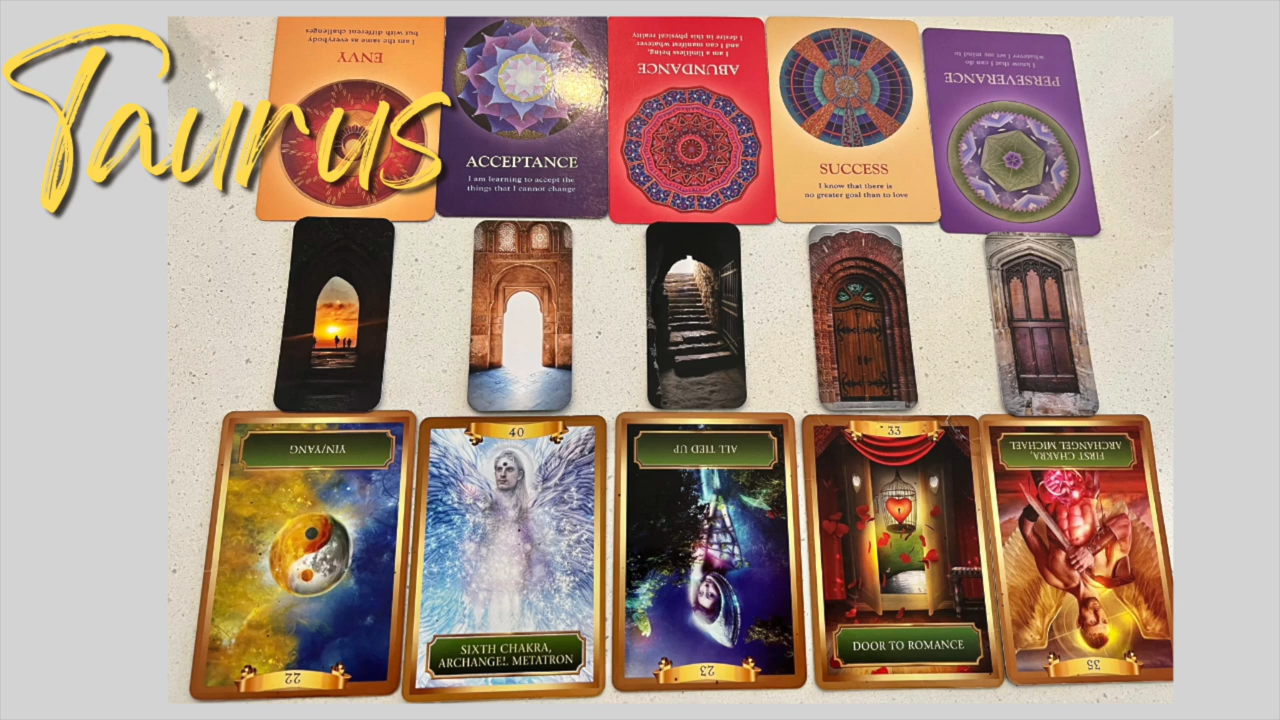 Taurus
I am the same as everybody
but with different challenges
ENVY
ACCEPTANCE
I am learning to accept the
things that I cannot change
I am a limitless being,
and I can manifest whatever
I desire in this physical reality
ABUNDANCE
SUCCESS
I know that there is
no greater goal than to love
I know that I can do
whatever I set my mind to
PERSEVERANCE
YIN/YANG
22
40
SIXTH CHAKRA,
ARCHANGEL METATRON
ALL TIED UP
23
33
DOOR TO ROMANCE
FIRST CHAKRA,
ARCHANGEL MICHAEL
35